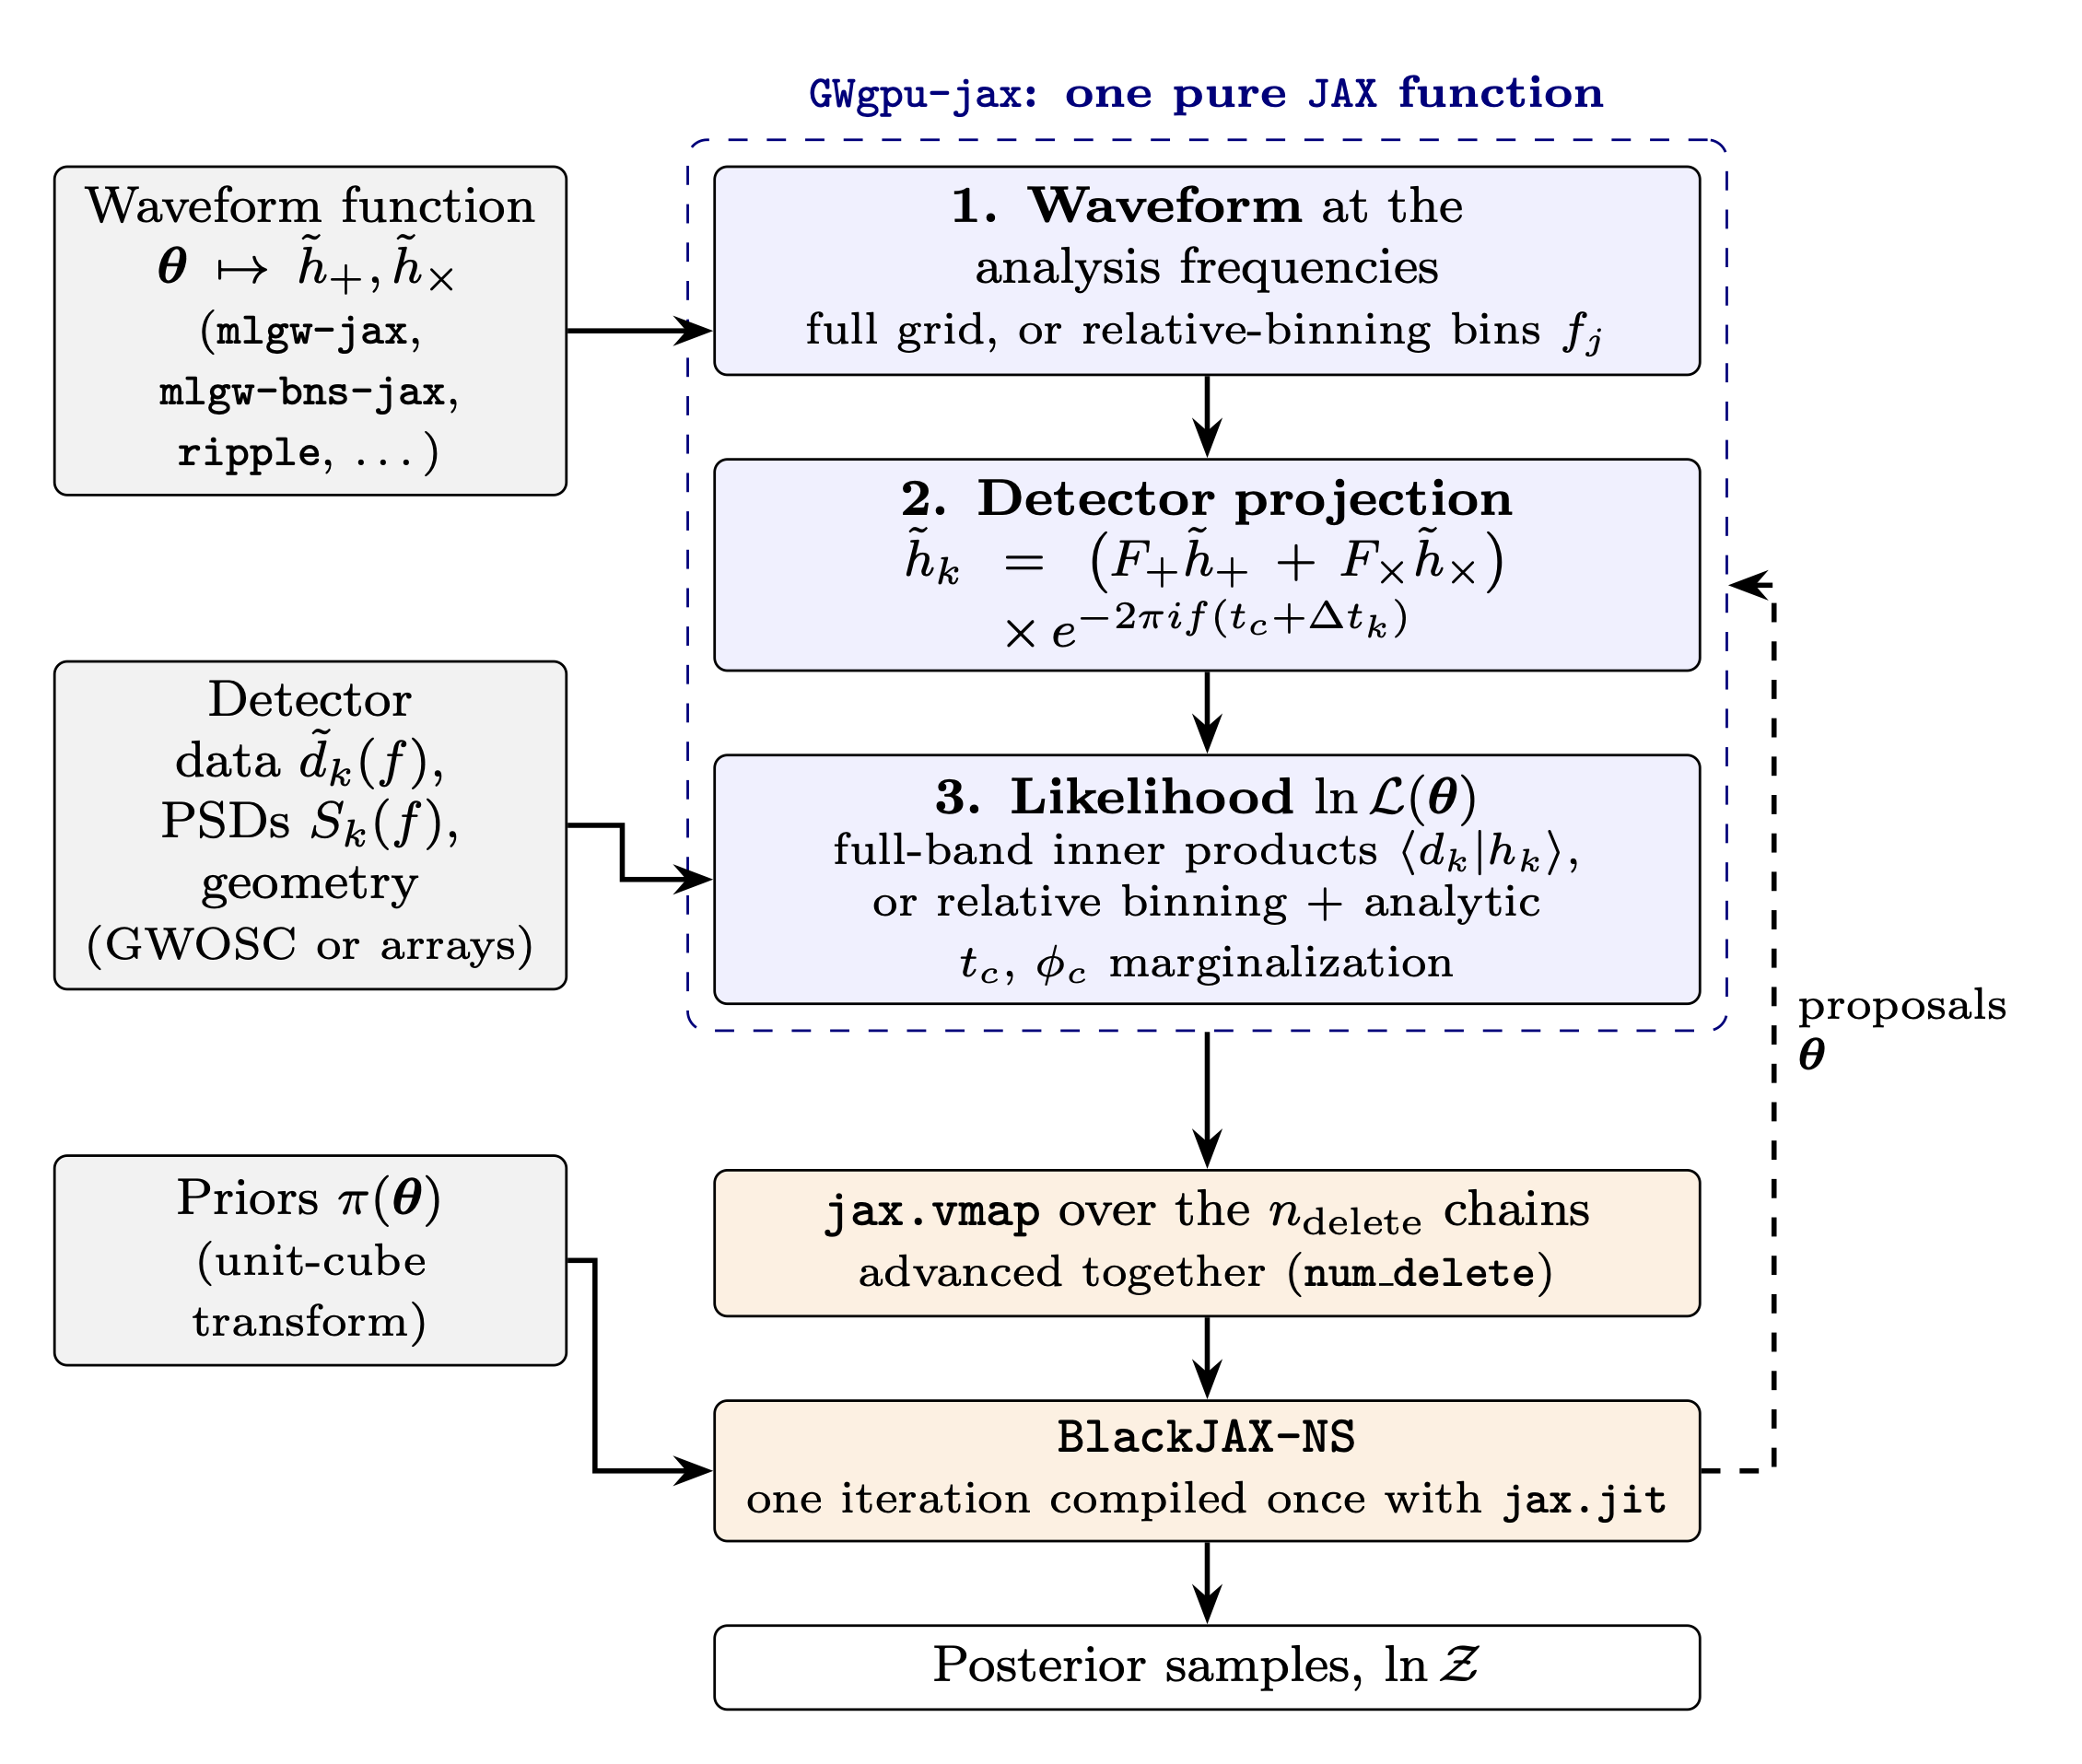 GWgpu-jax: one pure JAX function
Waveform function
𝜽 ↦ h̃₊, h̃×
(mlgw-jax,
mlgw-bns-jax,
ripple, ...)
1. Waveform at the
analysis frequencies
full grid, or relative-binning bins f_j
2. Detector projection
h̃_k = (F₊h̃₊ + F×h̃×)
× e^{−2πif(t_c+Δt_k)}
Detector
data d̃_k(f),
PSDs S_k(f),
geometry
(GWOSC or arrays)
3. Likelihood ln ℒ(𝜽)
full-band inner products ⟨d_k|h_k⟩,
or relative binning + analytic
t_c, ϕ_c marginalization
proposals
𝜽
Priors π(𝜽)
(unit-cube
transform)
jax.vmap over the n_delete chains
advanced together (num_delete)
BlackJAX-NS
one iteration compiled once with jax.jit
Posterior samples, ln 𝒵